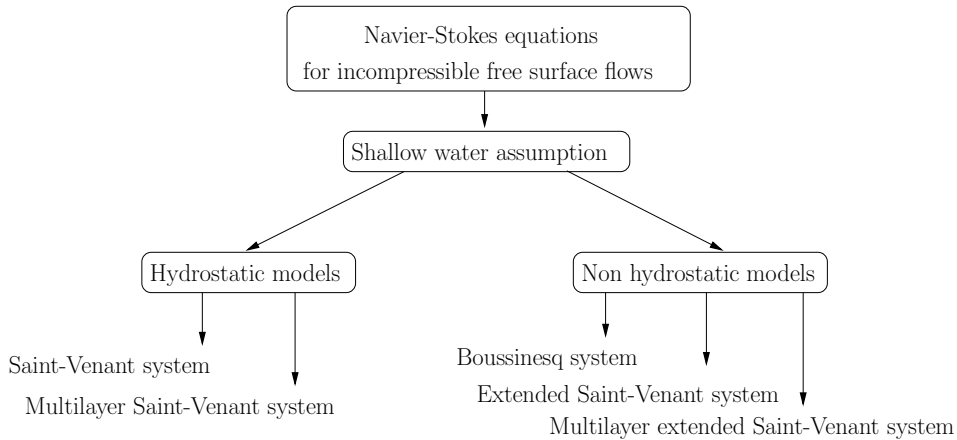 Navier-Stokes equations
for incompressible free surface flows
Shallow water assumption
Hydrostatic models
Non hydrostatic models
Saint-Venant system
Multilayer Saint-Venant system
Boussinesq system
Extended Saint-Venant system
Multilayer extended Saint-Venant system